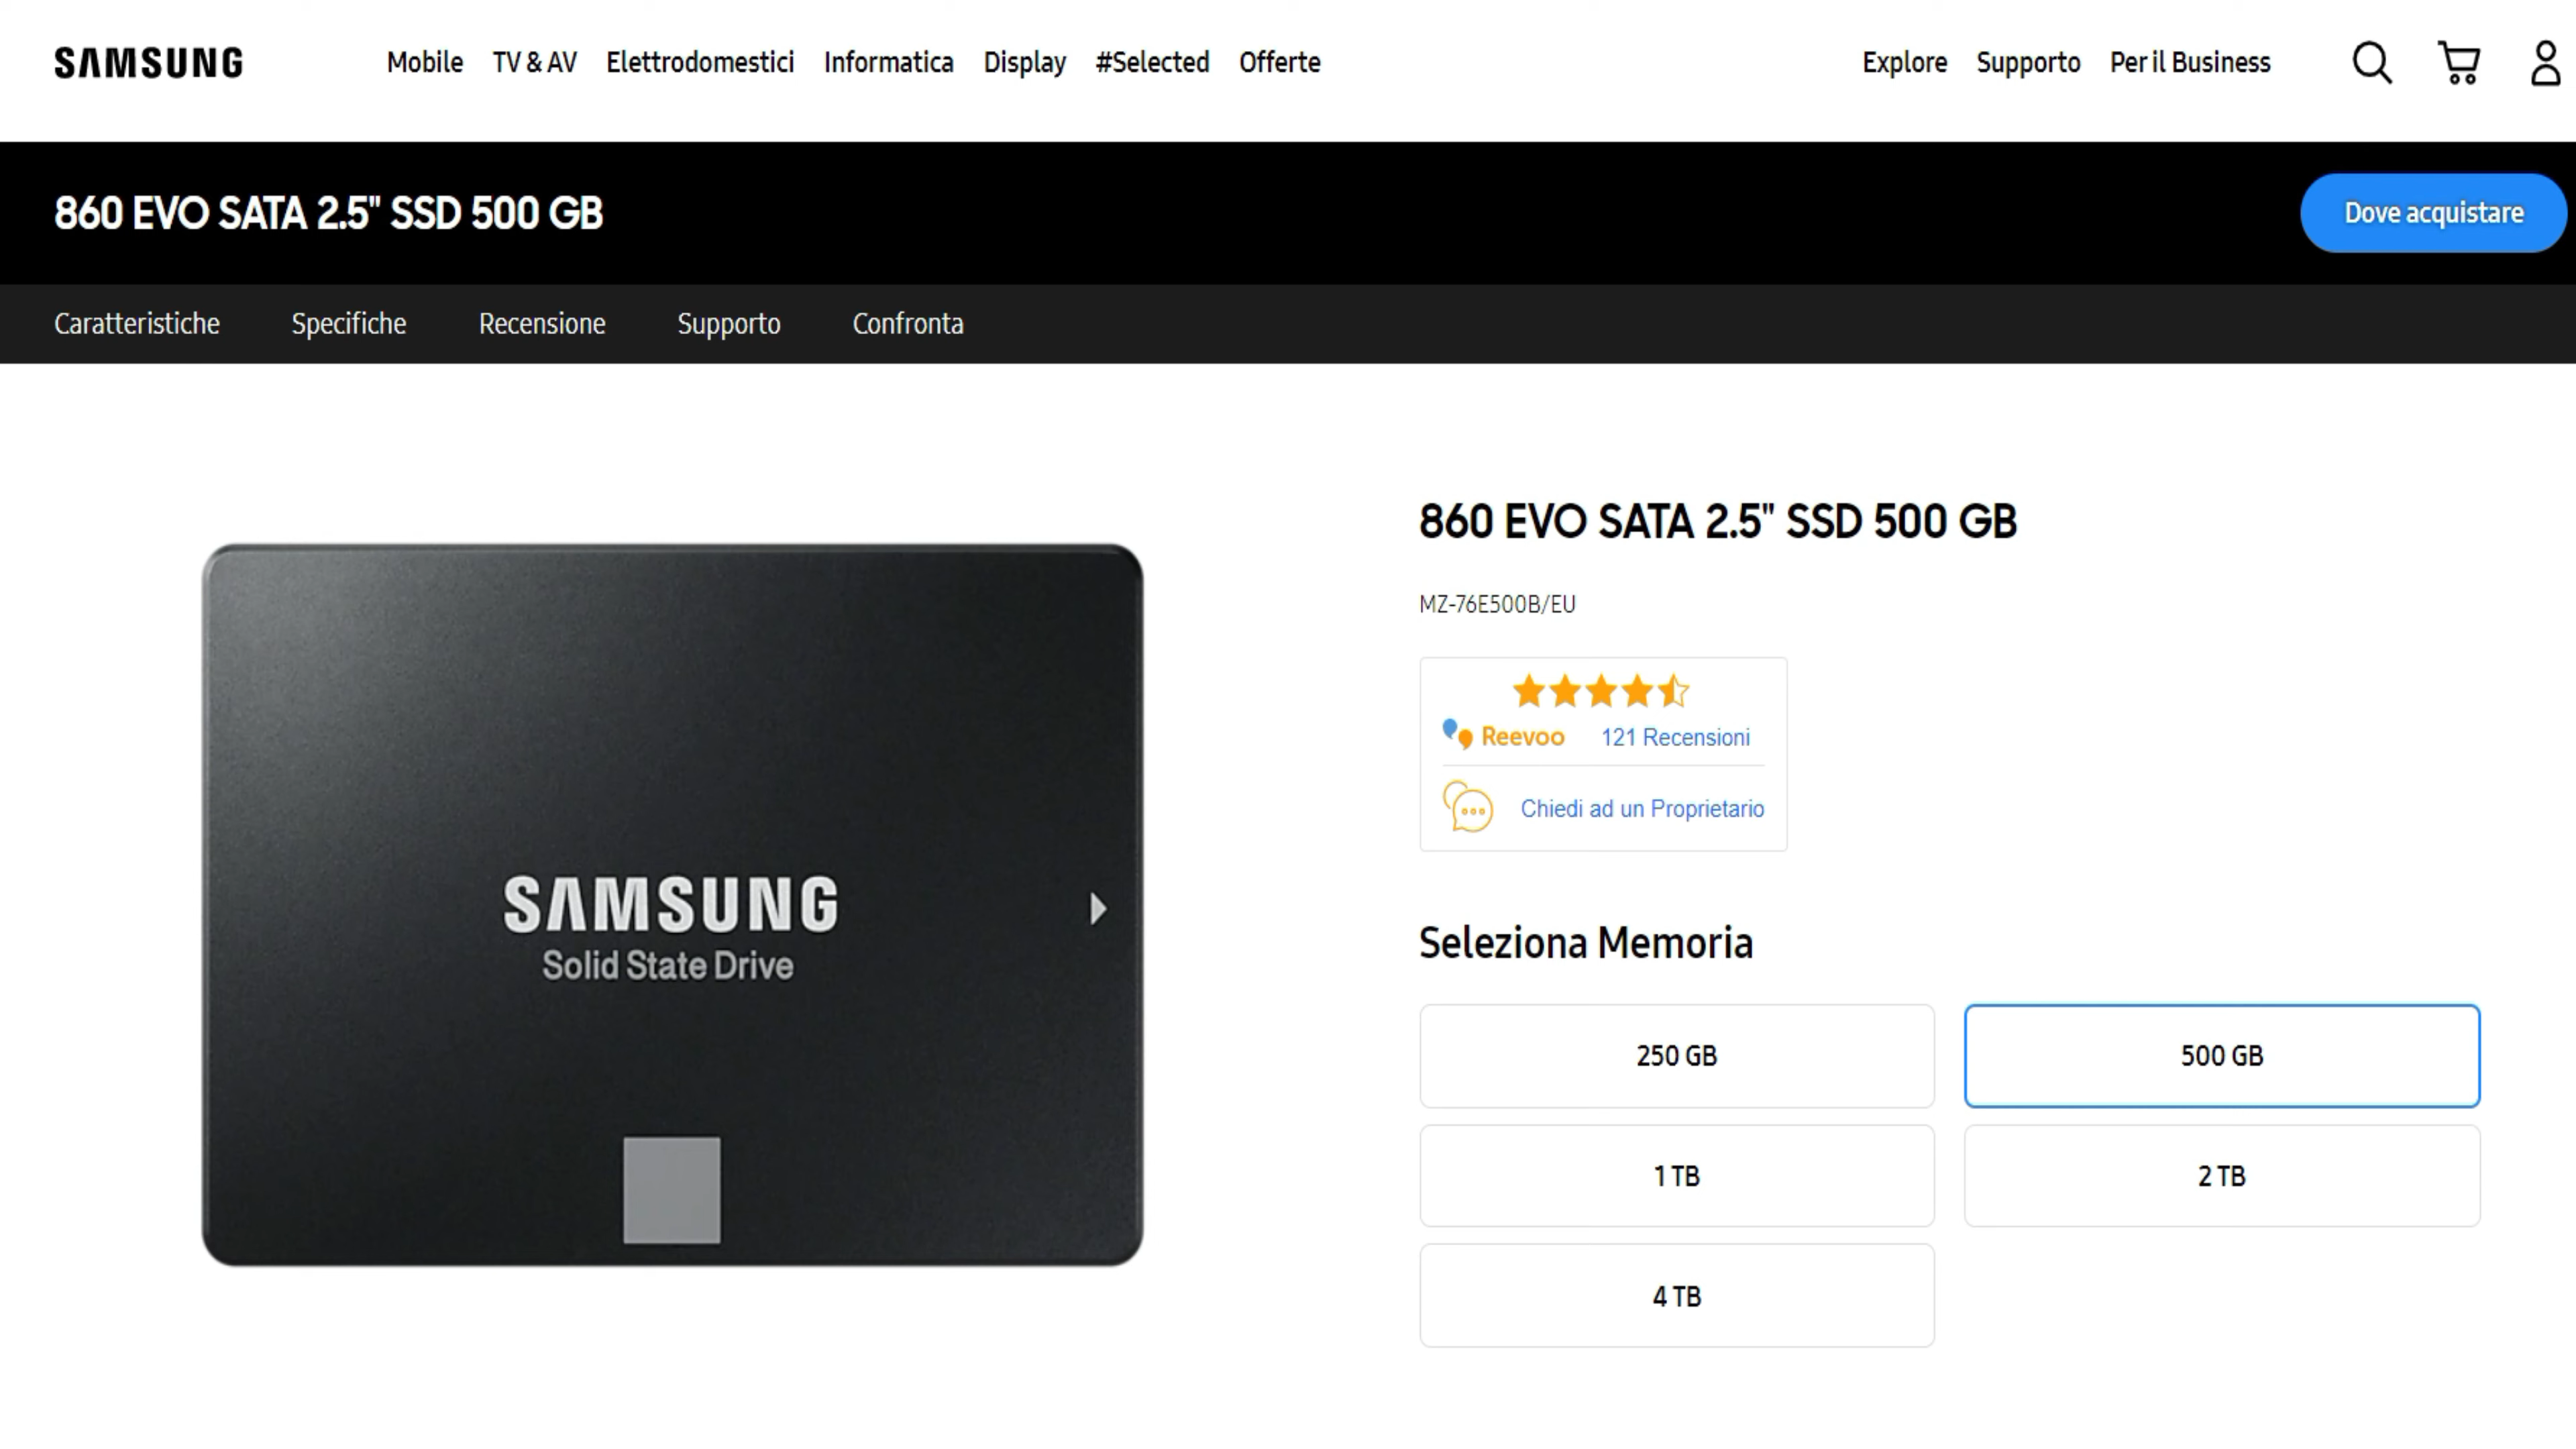 SAMSUNG Mobile TV & AV Elettrodomestici Informatica Display #Selected Offerte Explore Supporto Per il Business
860 EVO SATA 2.5" SSD 500 GB Dove acquistare
Caratteristiche Specifiche Recensione Supporto Confronta
SAMSUNG
Solid State Drive
860 EVO SATA 2.5" SSD 500 GB
MZ-76E500B/EU
Reevoo 121 Recensioni
Chiedi ad un Proprietario
Seleziona Memoria
250 GB 500 GB
1 TB 2 TB
4 TB